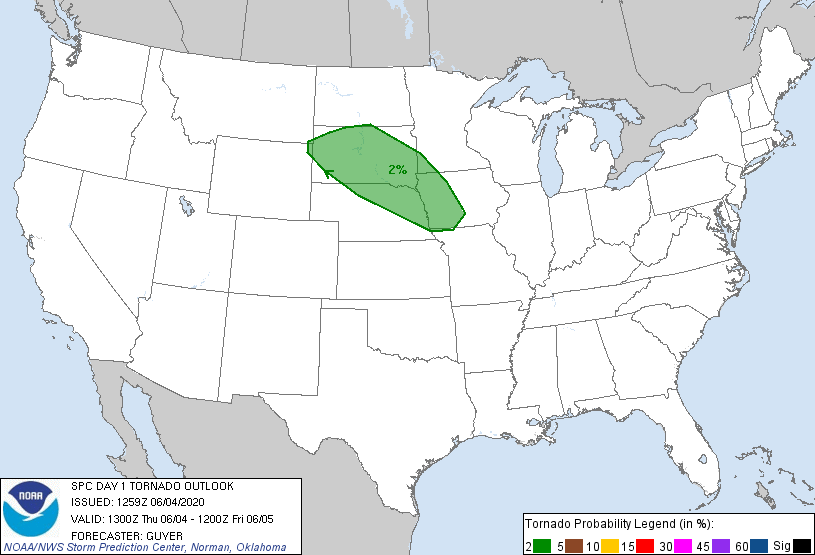 2%
SPC DAY 1 TORNADO OUTLOOK
ISSUED: 1259Z 06/04/2020
VALID: 1300Z Thu 06/04 - 1200Z Fri 06/05
FORECASTER: GUYER
NOAA/NWS Storm Prediction Center, Norman, Oklahoma
NOAA
Tornado Probability Legend (in %):
2 5 10 15 30 45 60 Sig